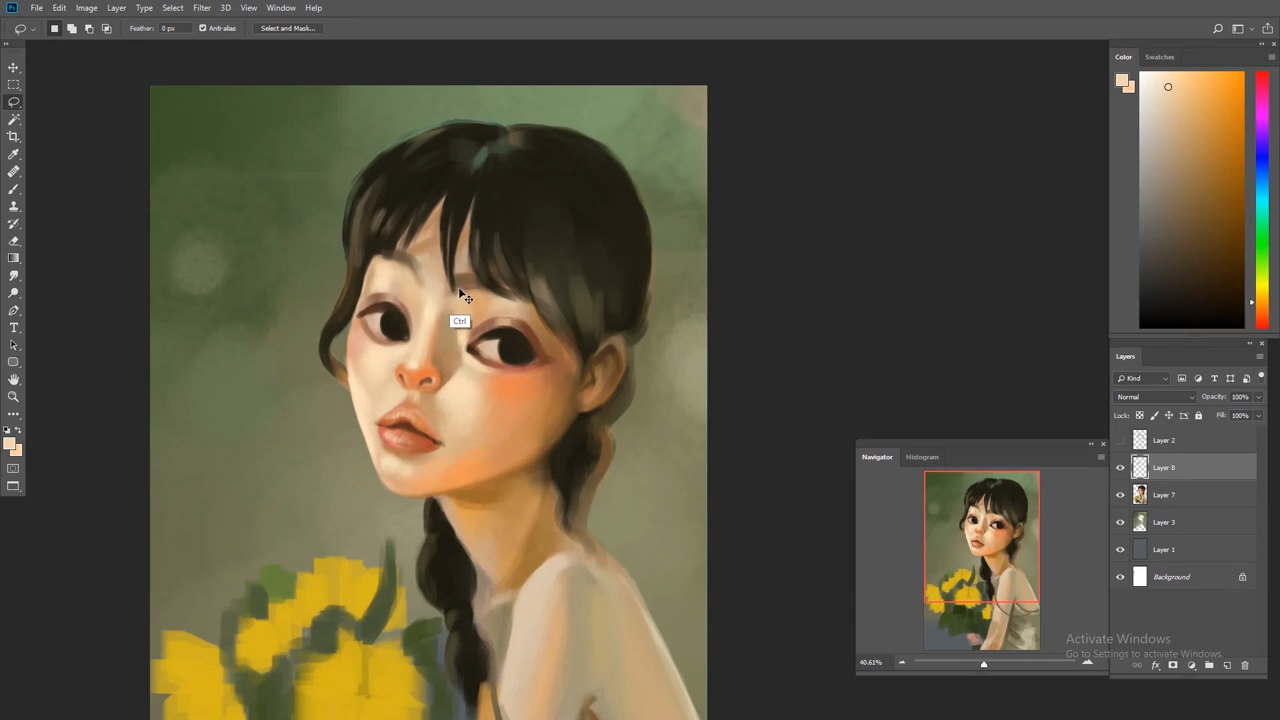 Ps File Edit Image Layer Type Select Filter 3D View Window Help
Feather: 0 px Anti-alias Select and Mask...
Color Swatches
Ctrl
Layers
Kind
Normal Opacity: 100%
Lock: Fill: 100%
Layer 2
Layer 8
Layer 7
Layer 3
Layer 1
Background
Navigator Histogram
40.61%
Activate Windows
Go to Settings to activate Windows.